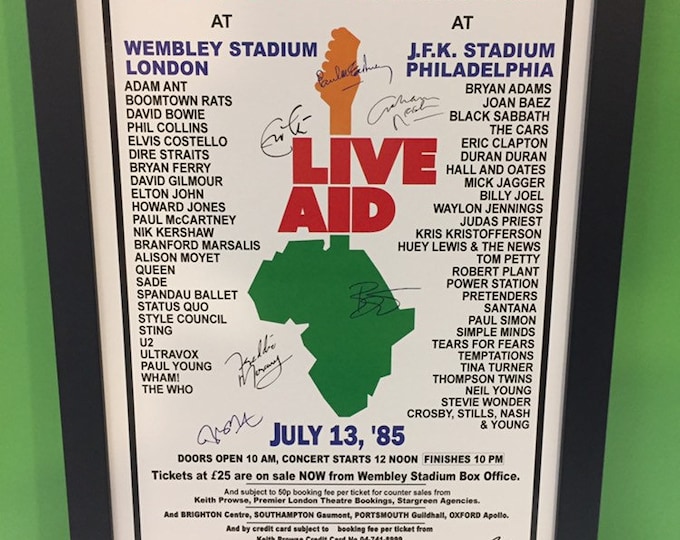 AT
WEMBLEY STADIUM
LONDON
ADAM ANT
BOOMTOWN RATS
DAVID BOWIE
PHIL COLLINS
ELVIS COSTELLO
DIRE STRAITS
BRYAN FERRY
DAVID GILMOUR
ELTON JOHN
HOWARD JONES
PAUL McCARTNEY
NIK KERSHAW
BRANFORD MARSALIS
ALISON MOYET
QUEEN
SADE
SPANDAU BALLET
STATUS QUO
STYLE COUNCIL
STING
U2
ULTRAVOX
PAUL YOUNG
WHAM!
THE WHO
LIVE
AID
AT
J.F.K. STADIUM
PHILADELPHIA
BRYAN ADAMS
JOAN BAEZ
BLACK SABBATH
THE CARS
ERIC CLAPTON
DURAN DURAN
HALL AND OATES
MICK JAGGER
BILLY JOEL
WAYLON JENNINGS
JUDAS PRIEST
KRIS KRISTOFFERSON
HUEY LEWIS & THE NEWS
TOM PETTY
ROBERT PLANT
POWER STATION
PRETENDERS
SANTANA
PAUL SIMON
SIMPLE MINDS
TEARS FOR FEARS
TEMPTATIONS
TINA TURNER
THOMPSON TWINS
NEIL YOUNG
STEVIE WONDER
CROSBY, STILLS, NASH
& YOUNG
JULY 13, '85
DOORS OPEN 10 AM, CONCERT STARTS 12 NOON FINISHES 10 PM
Tickets at £25 are on sale NOW from Wembley Stadium Box Office.
And subject to 50p booking fee per ticket for counter sales from
Keith Prowse, Premier London Theatre Bookings, Stargreen Agencies.
And BRIGHTON Centre, SOUTHAMPTON Gaumont, PORTSMOUTH Guildhall, OXFORD Apollo.
And by credit card subject to booking fee per ticket from
Keith Prowse Credit Card No 04-741-8999